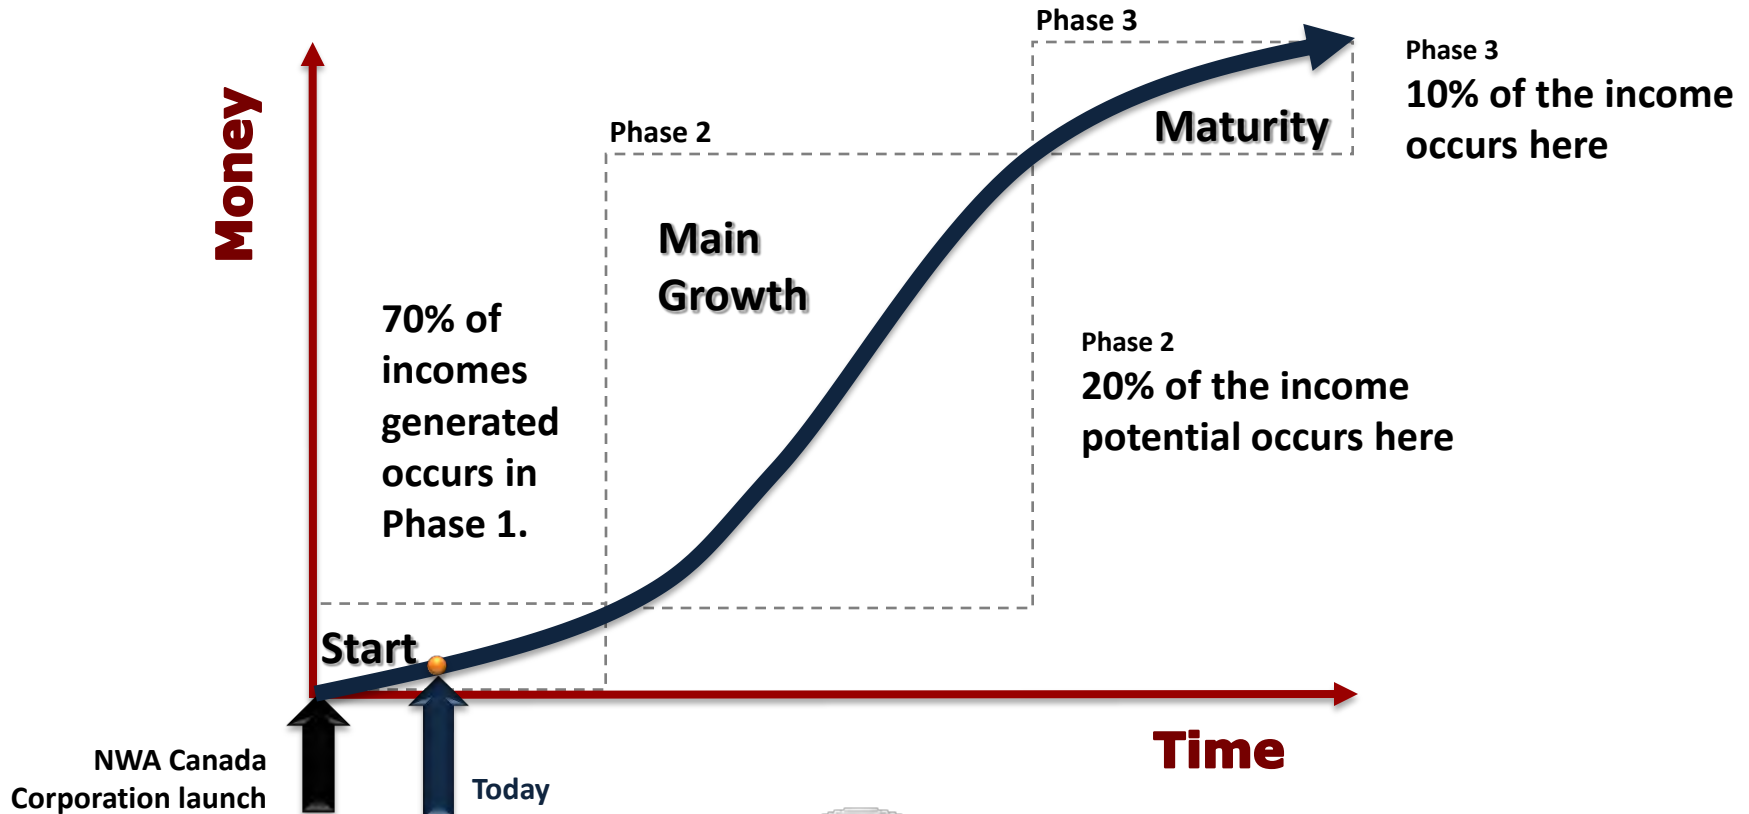 Phase 3
Phase 3
10% of the income
occurs here
Maturity
Money
Phase 2
Main
Growth
70% of
incomes
generated
occurs in
Phase 1.
Phase 2
20% of the income
potential occurs here
Start
Time
NWA Canada
Corporation launch
Today